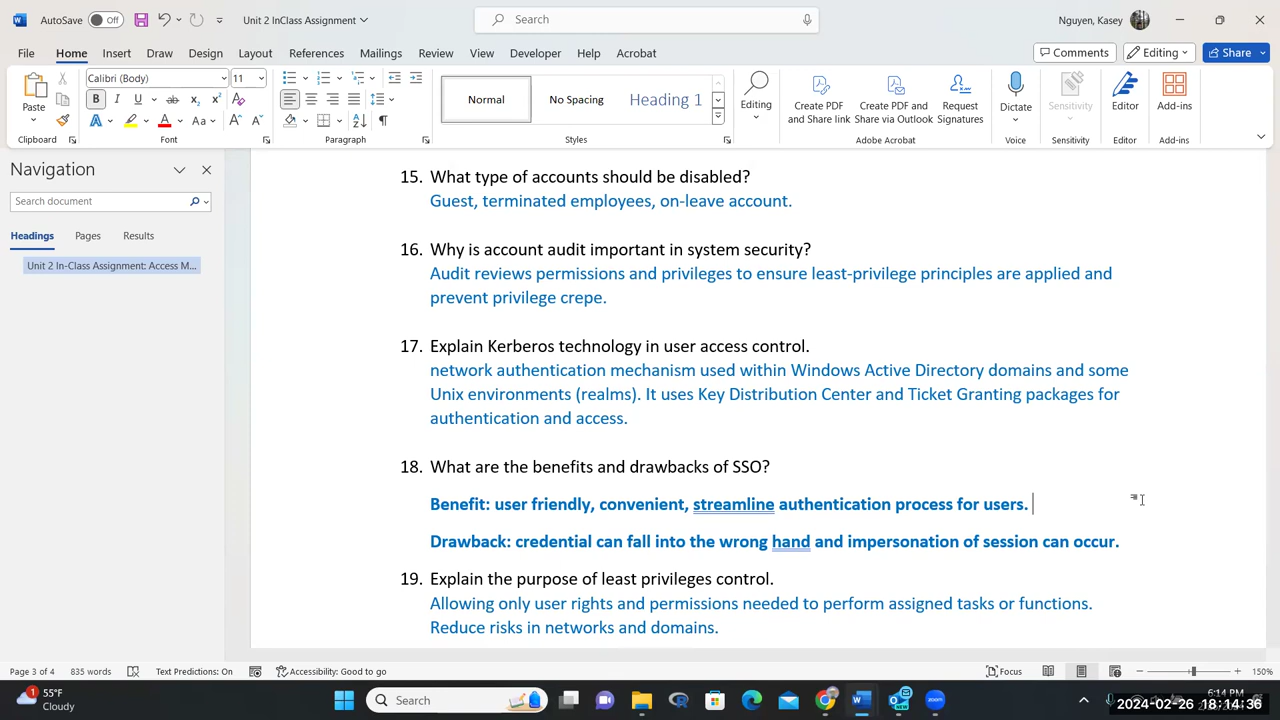 AutoSave Off Unit 2 InClass Assignment Search Nguyen, Kasey
File Home Insert Draw Design Layout References Mailings Review View Developer Help Acrobat Comments Editing Share
Calibri (Body) 11
Normal No Spacing Heading 1
Paste Editing Create PDF and Share link Create PDF and Share via Outlook Request Signatures Dictate Sensitivity Editor Add-ins
Clipboard Font Paragraph Styles Adobe Acrobat Voice Sensitivity Editor Add-ins
Navigation
Search document
Headings Pages Results
Unit 2 In-Class Assignment: Access M...
15. What type of accounts should be disabled?
Guest, terminated employees, on-leave account.
16. Why is account audit important in system security?
Audit reviews permissions and privileges to ensure least-privilege principles are applied and
prevent privilege crepe.
17. Explain Kerberos technology in user access control.
network authentication mechanism used within Windows Active Directory domains and some
Unix environments (realms). It uses Key Distribution Center and Ticket Granting packages for
authentication and access.
18. What are the benefits and drawbacks of SSO?
Benefit: user friendly, convenient, streamline authentication process for users.
Drawback: credential can fall into the wrong hand and impersonation of session can occur.
19. Explain the purpose of least privileges control.
Allowing only user rights and permissions needed to perform assigned tasks or functions.
Reduce risks in networks and domains.
Page 3 of 4 835 words Text Predictions: On Accessibility: Good to go Focus 150%
1 55°F
Cloudy
Search
zoom
6:14 PM
2024-02-26 18:14:36